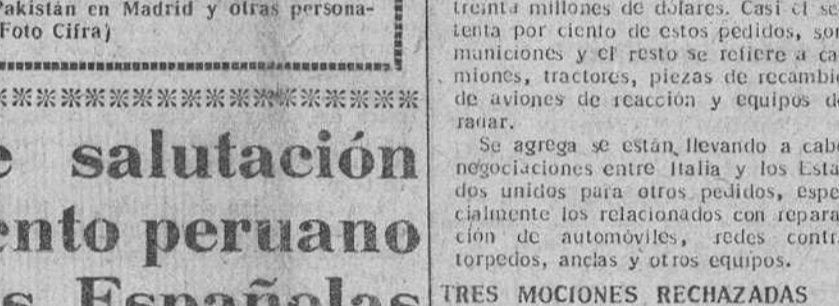 Pakistán en Madrid y otras persona-
Foto Cifra)
salutación
ento peruano
s Españolas
treinta millones de dólares. Casi el se-
tenta por ciento de estos pedidos, son
municiones y el resto se refiere a ca-
miones, tractores, piezas de recambio
de aviones de reacción y equipos de
radar.
Se agrega se están llevando a cabo
negociaciones entre Italia y los Esta-
dos unidos para otros pedidos, espe-
cialmente los relacionados con repara-
ción de automóviles, redes contra
torpedos, anclas y otros equipos.
TRES MOCIONES RECHAZADAS